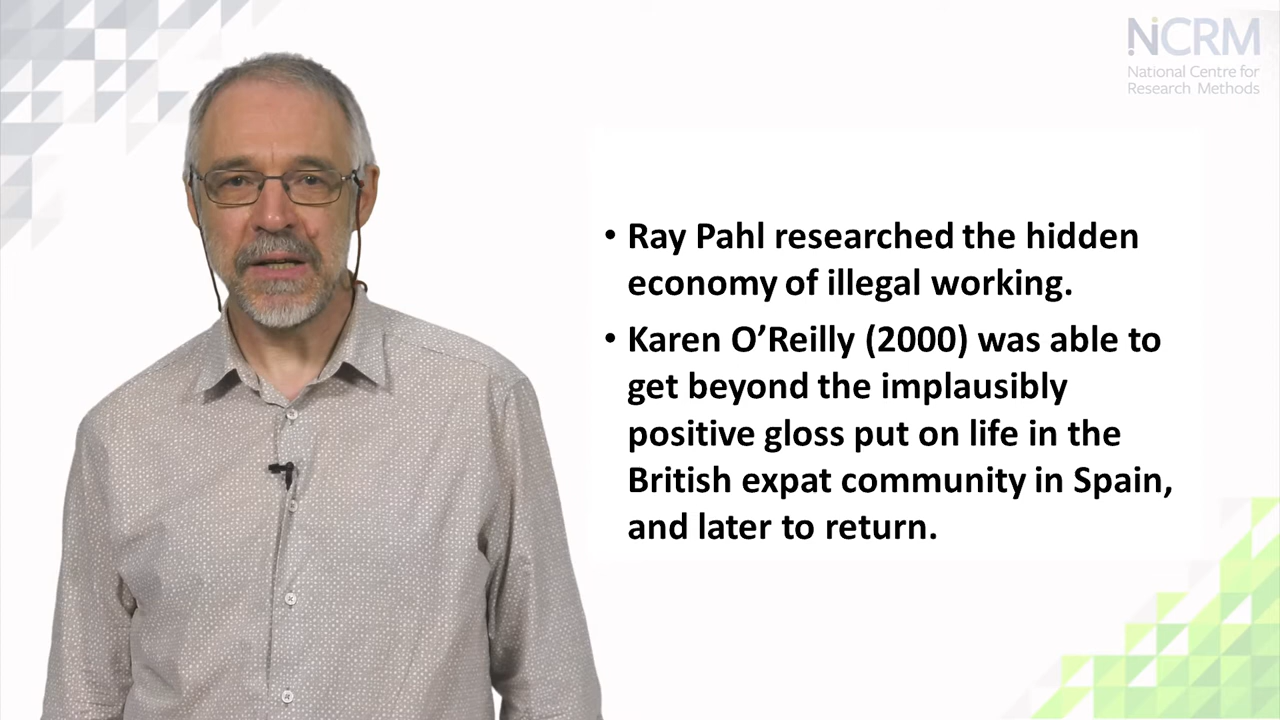 NCRM
National Centre for
Research Methods
• Ray Pahl researched the hidden
economy of illegal working.
• Karen O’Reilly (2000) was able to
get beyond the implausibly
positive gloss put on life in the
British expat community in Spain,
and later to return.